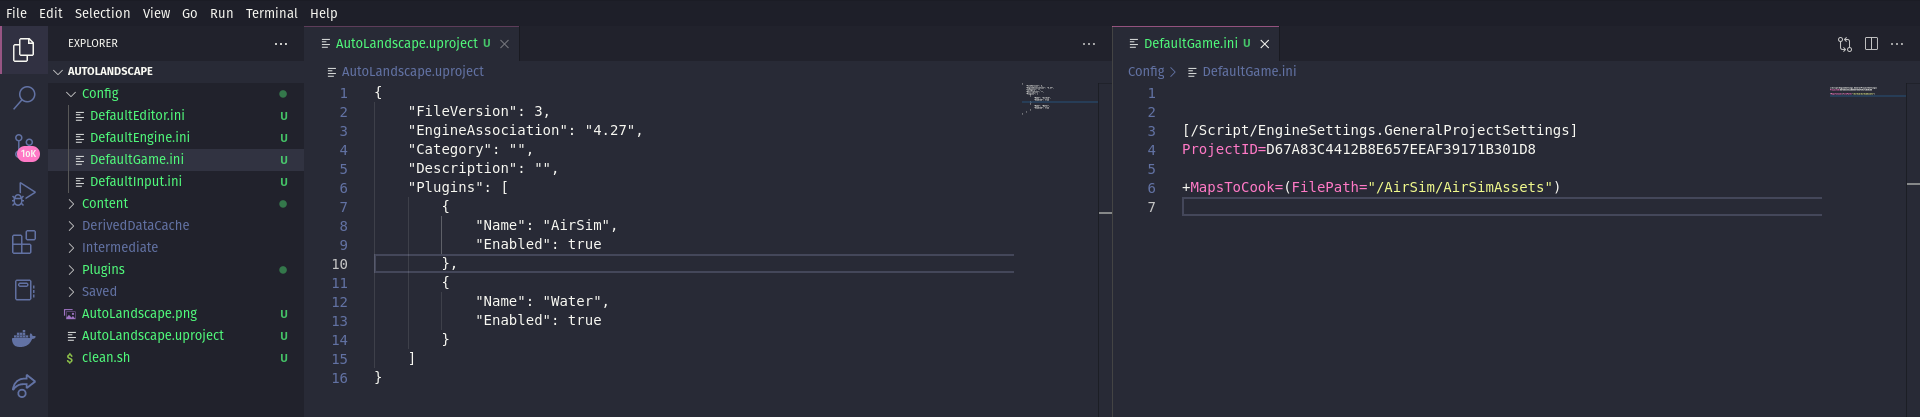 File Edit Selection View Go Run Terminal Help
EXPLORER
AUTOLANDSCAPE
Config
DefaultEditor.ini U
DefaultEngine.ini U
DefaultGame.ini U
DefaultInput.ini U
Content
DerivedDataCache
Intermediate
Plugins
Saved
AutoLandscape.png U
AutoLandscape.uproject U
$ clean.sh U
10K
AutoLandscape.uproject U
AutoLandscape.uproject
1 {
2 "FileVersion": 3,
3 "EngineAssociation": "4.27",
4 "Category": "",
5 "Description": "",
6 "Plugins": [
7 {
8 "Name": "AirSim",
9 "Enabled": true
10 },
11 {
12 "Name": "Water",
13 "Enabled": true
14 }
15 ]
16 }
DefaultGame.ini U
Config > DefaultGame.ini
1
2
3 [/Script/EngineSettings.GeneralProjectSettings]
4 ProjectID=D67A83C4412B8E657EEAF39171B301D8
5
6 +MapsToCook=(FilePath="/AirSim/AirSimAssets")
7